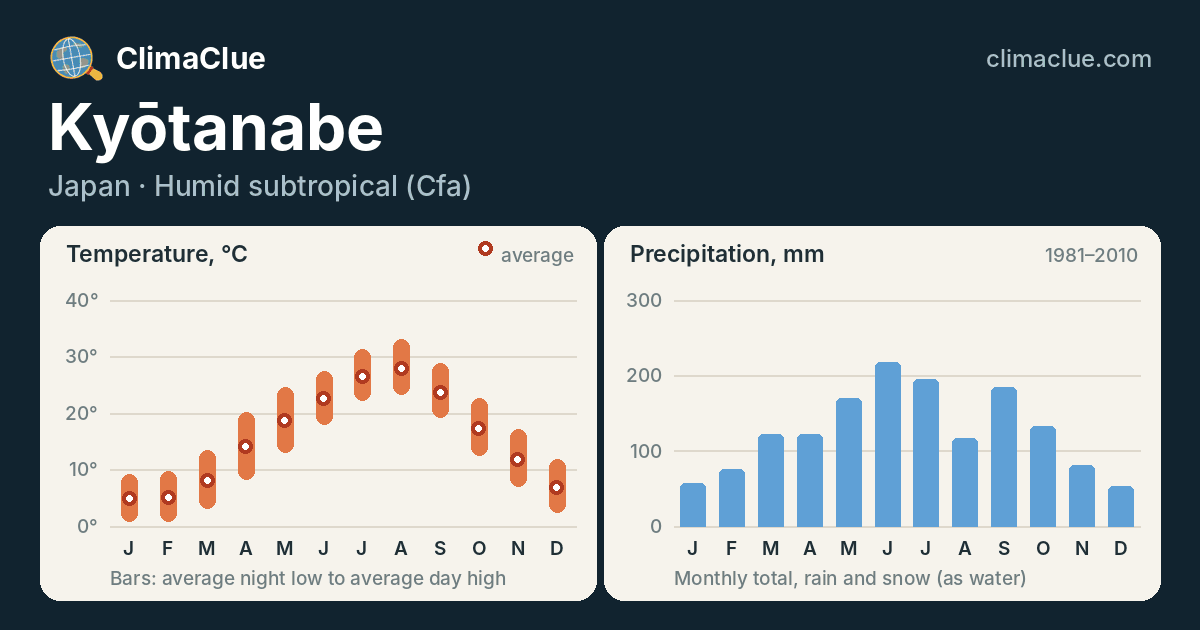 ClimaClue
climaclue.com
Kyōtanabe
Japan · Humid subtropical (Cfa)
Temperature, °C
average
40°
30°
20°
10°
0°
J F M A M J J A S O N D
Bars: average night low to average day high
Precipitation, mm
1981–2010
300
200
100
0
J F M A M J J A S O N D
Monthly total, rain and snow (as water)